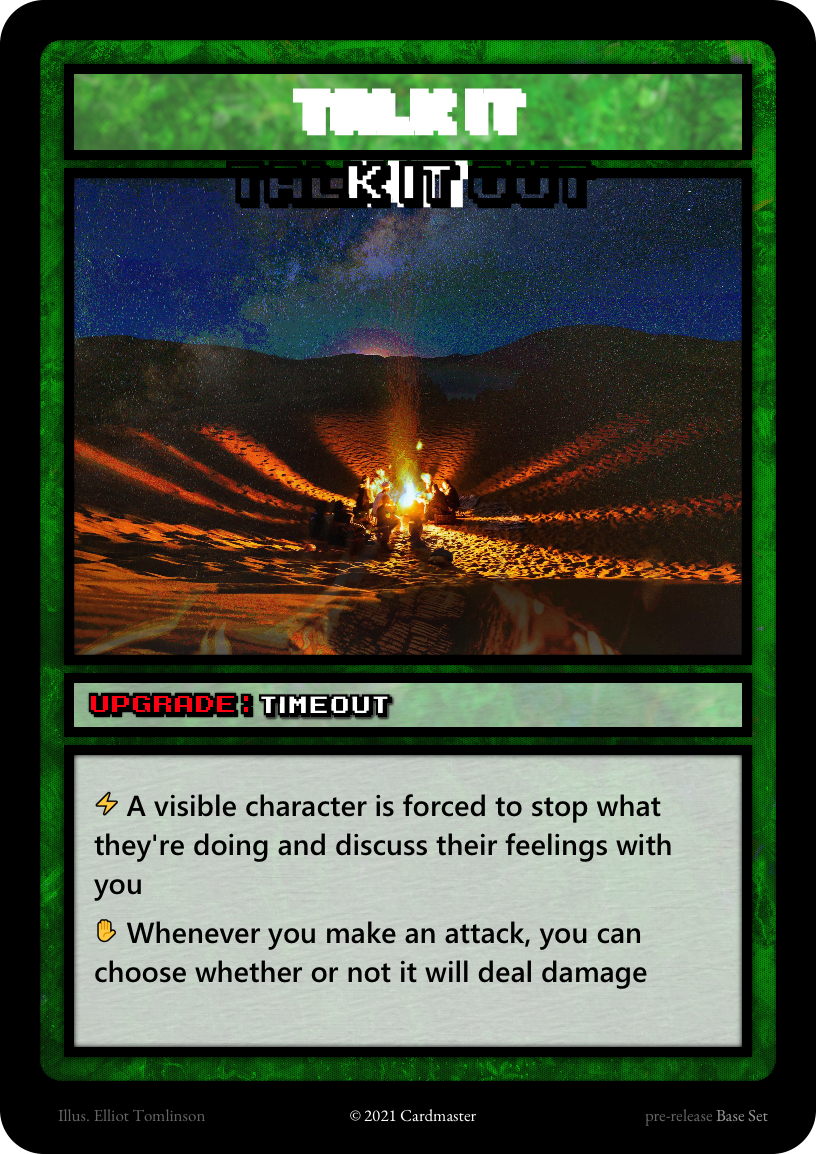 TALK IT
TALK IT OUT
UPGRADE: TIMEOUT
⚡ A visible character is forced to stop what
they're doing and discuss their feelings with
you
✋ Whenever you make an attack, you can
choose whether or not it will deal damage
Illus. Elliot Tomlinson
© 2021 Cardmaster
pre-release Base Set